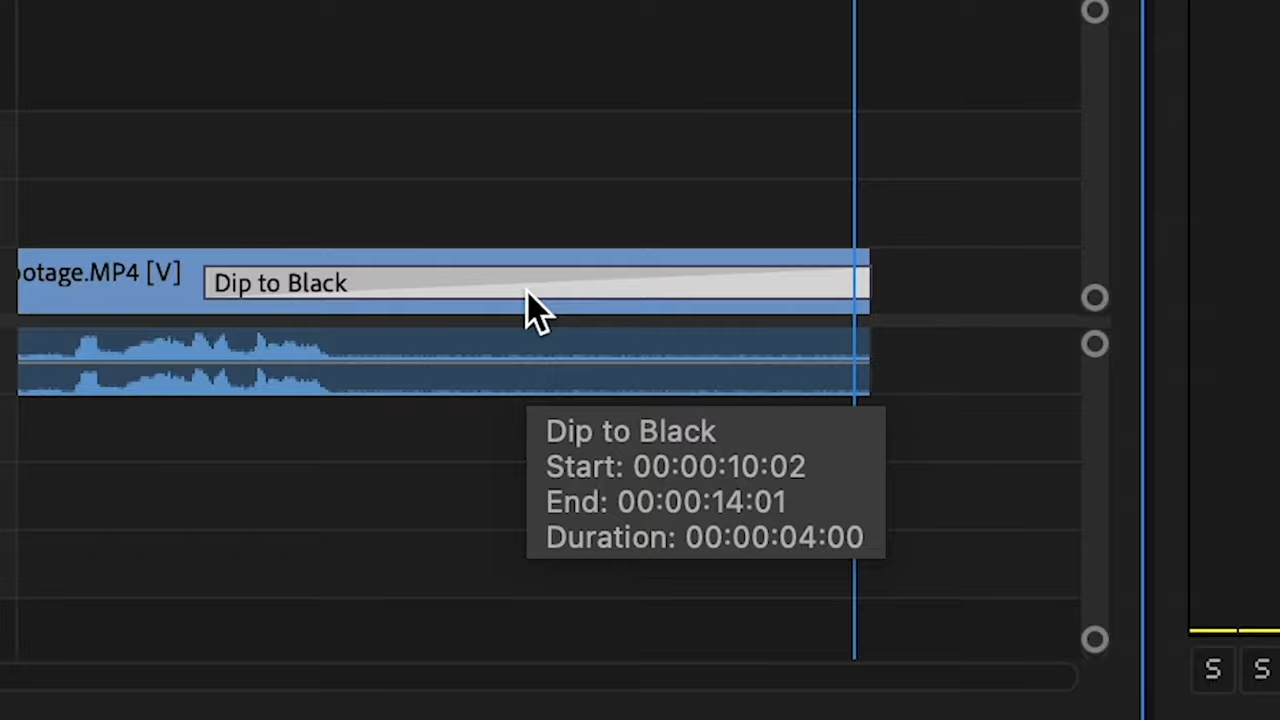 otage.MP4 [V]
Dip to Black
Dip to Black
Start: 00:00:10:02
End: 00:00:14:01
Duration: 00:00:04:00
S S